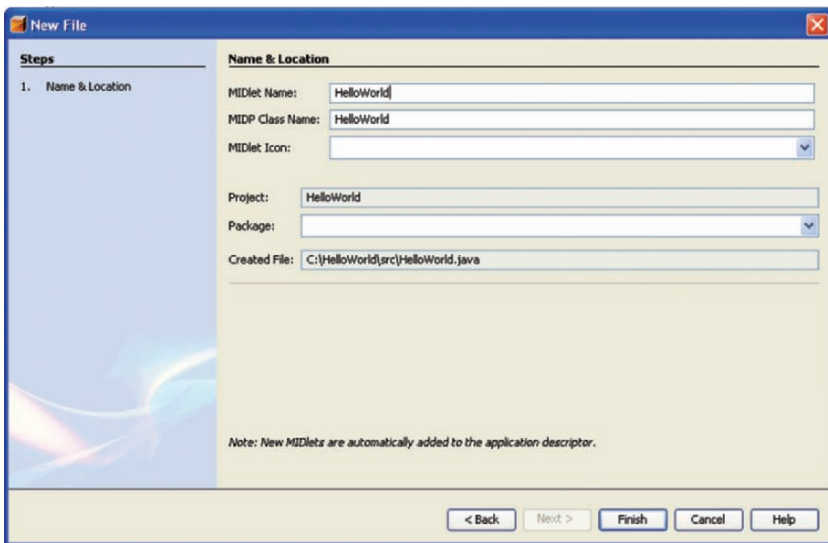 New File
Steps
1. Name & Location
Name & Location
MIDlet Name: HelloWorld
MIDP Class Name: HelloWorld
MIDlet Icon:
Project: HelloWorld
Package:
Created File: C:\HelloWorld\src\HelloWorld.java
Note: New MIDlets are automatically added to the application descriptor.
< Back Next > Finish Cancel Help